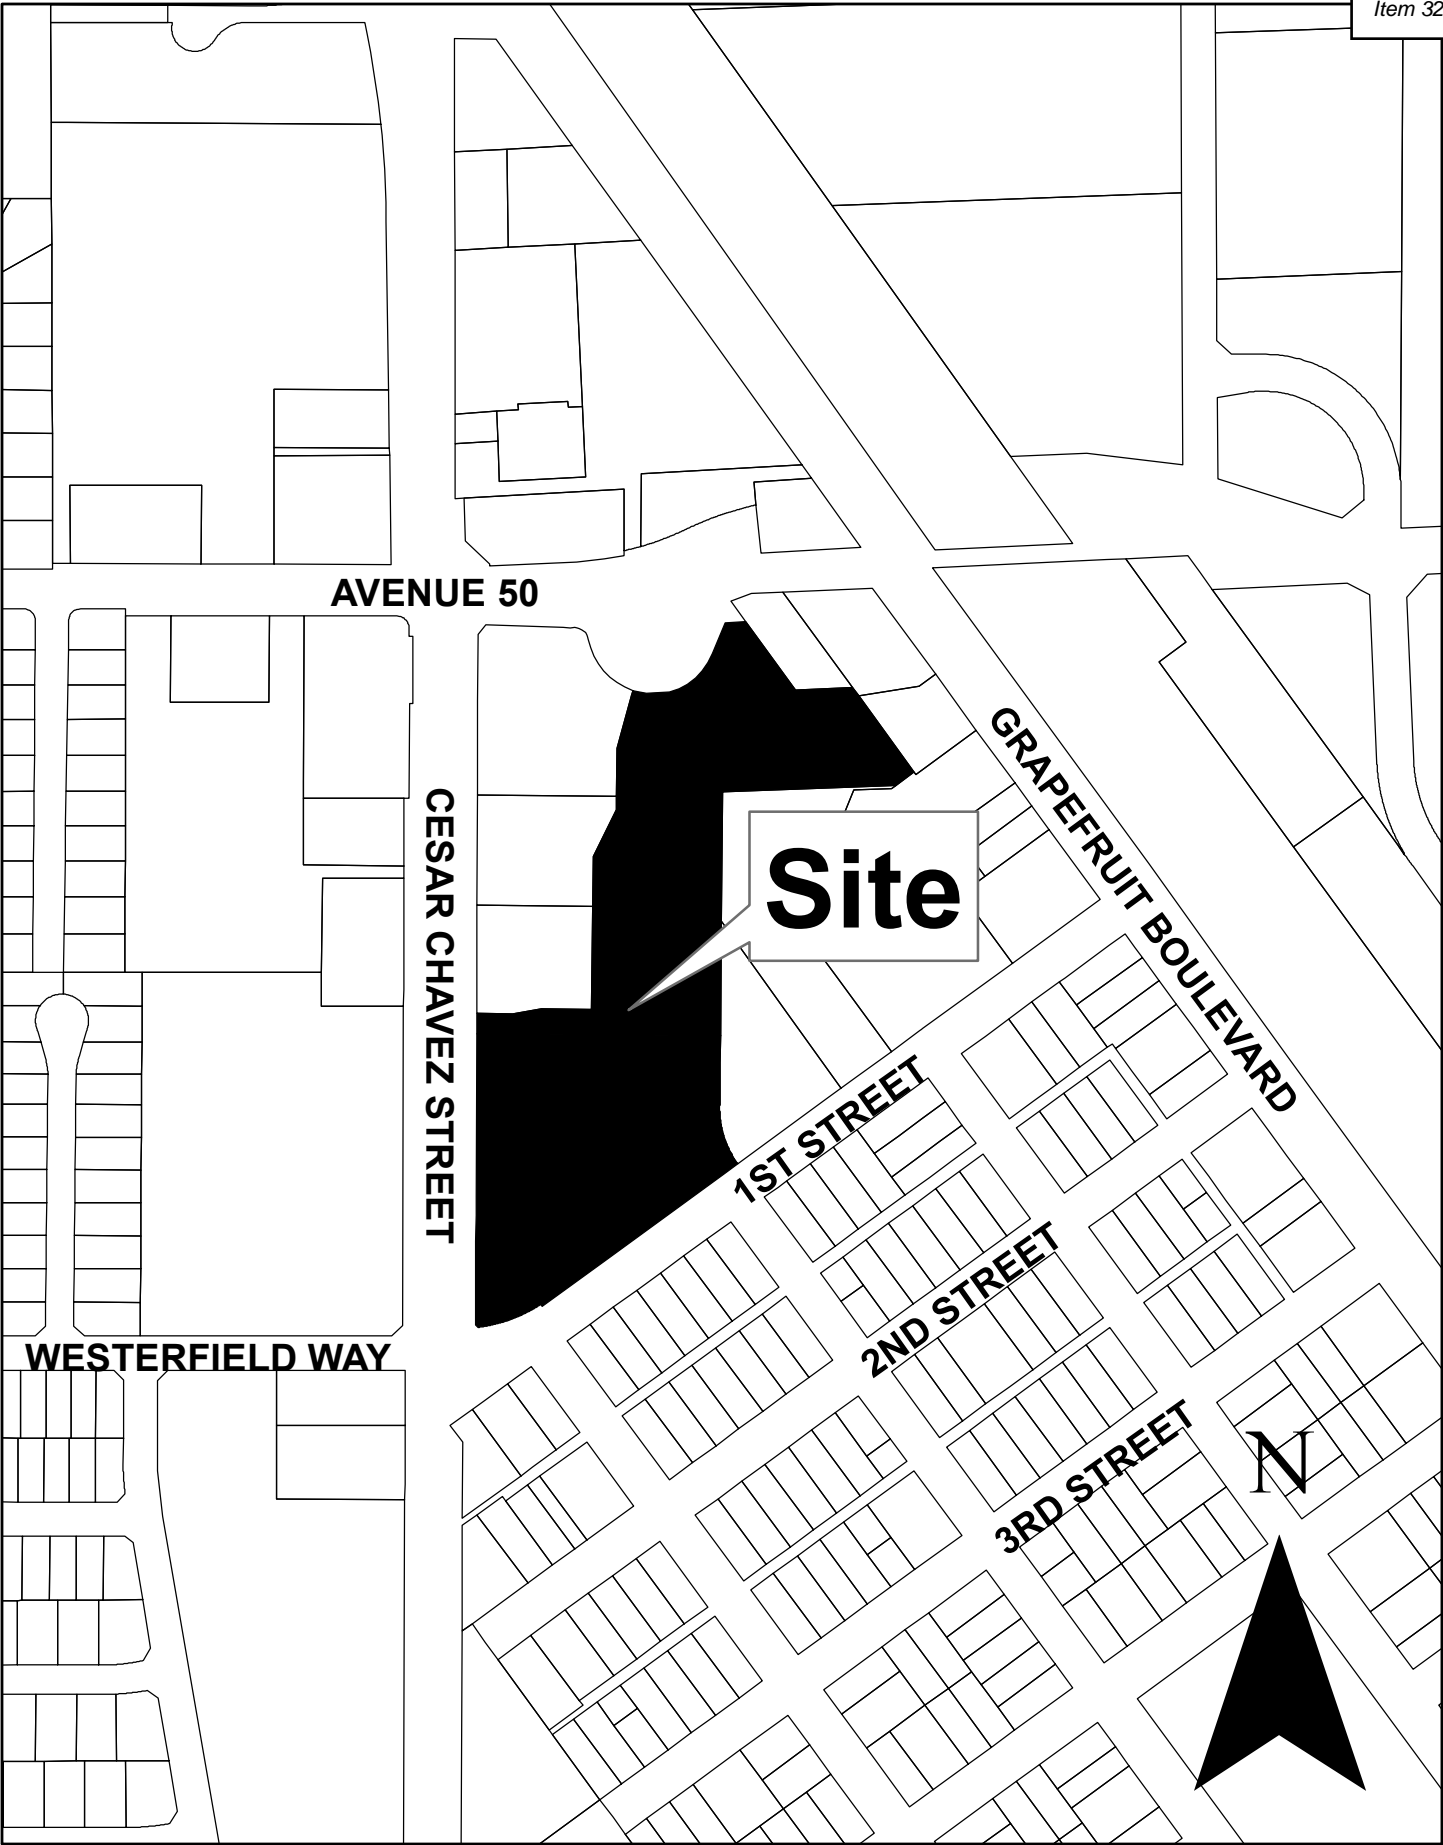 Item 32
AVENUE 50
GRAPEFRUIT BOULEVARD
CESAR CHAVEZ STREET
Site
1ST STREET
2ND STREET
WESTERFIELD WAY
3RD STREET
N